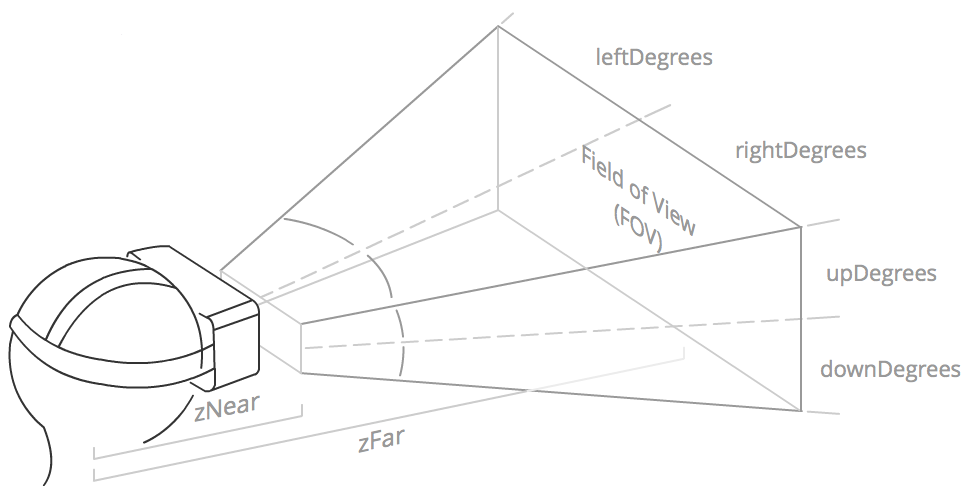 leftDegrees
rightDegrees
Field of View
(FOV)
upDegrees
downDegrees
zNear
zFar